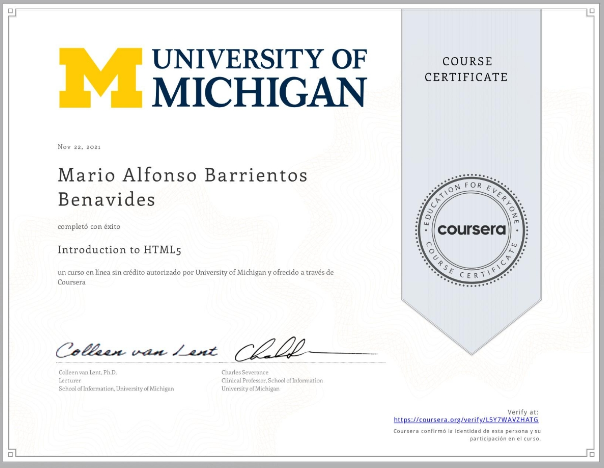 UNIVERSITY OF
MICHIGAN
COURSE
CERTIFICATE
Nov 22, 2021
Mario Alfonso Barrientos
Benavides
completó con éxito
Introduction to HTML5
un curso en línea sin crédito autorizado por University of Michigan y ofrecido a través de
Coursera
EDUCATION FOR EVERYONE
coursera
COURSE CERTIFICATE
Colleen van Lent
Colleen van Lent, Ph.D.
Lecturer
School of Information, University of Michigan
Charles Severance
Clinical Professor, School of Information
University of Michigan
Verify at:
https://coursera.org/verify/L5Y7WAVZHATG
Coursera confirmó la identidad de esta persona y su
participación en el curso.